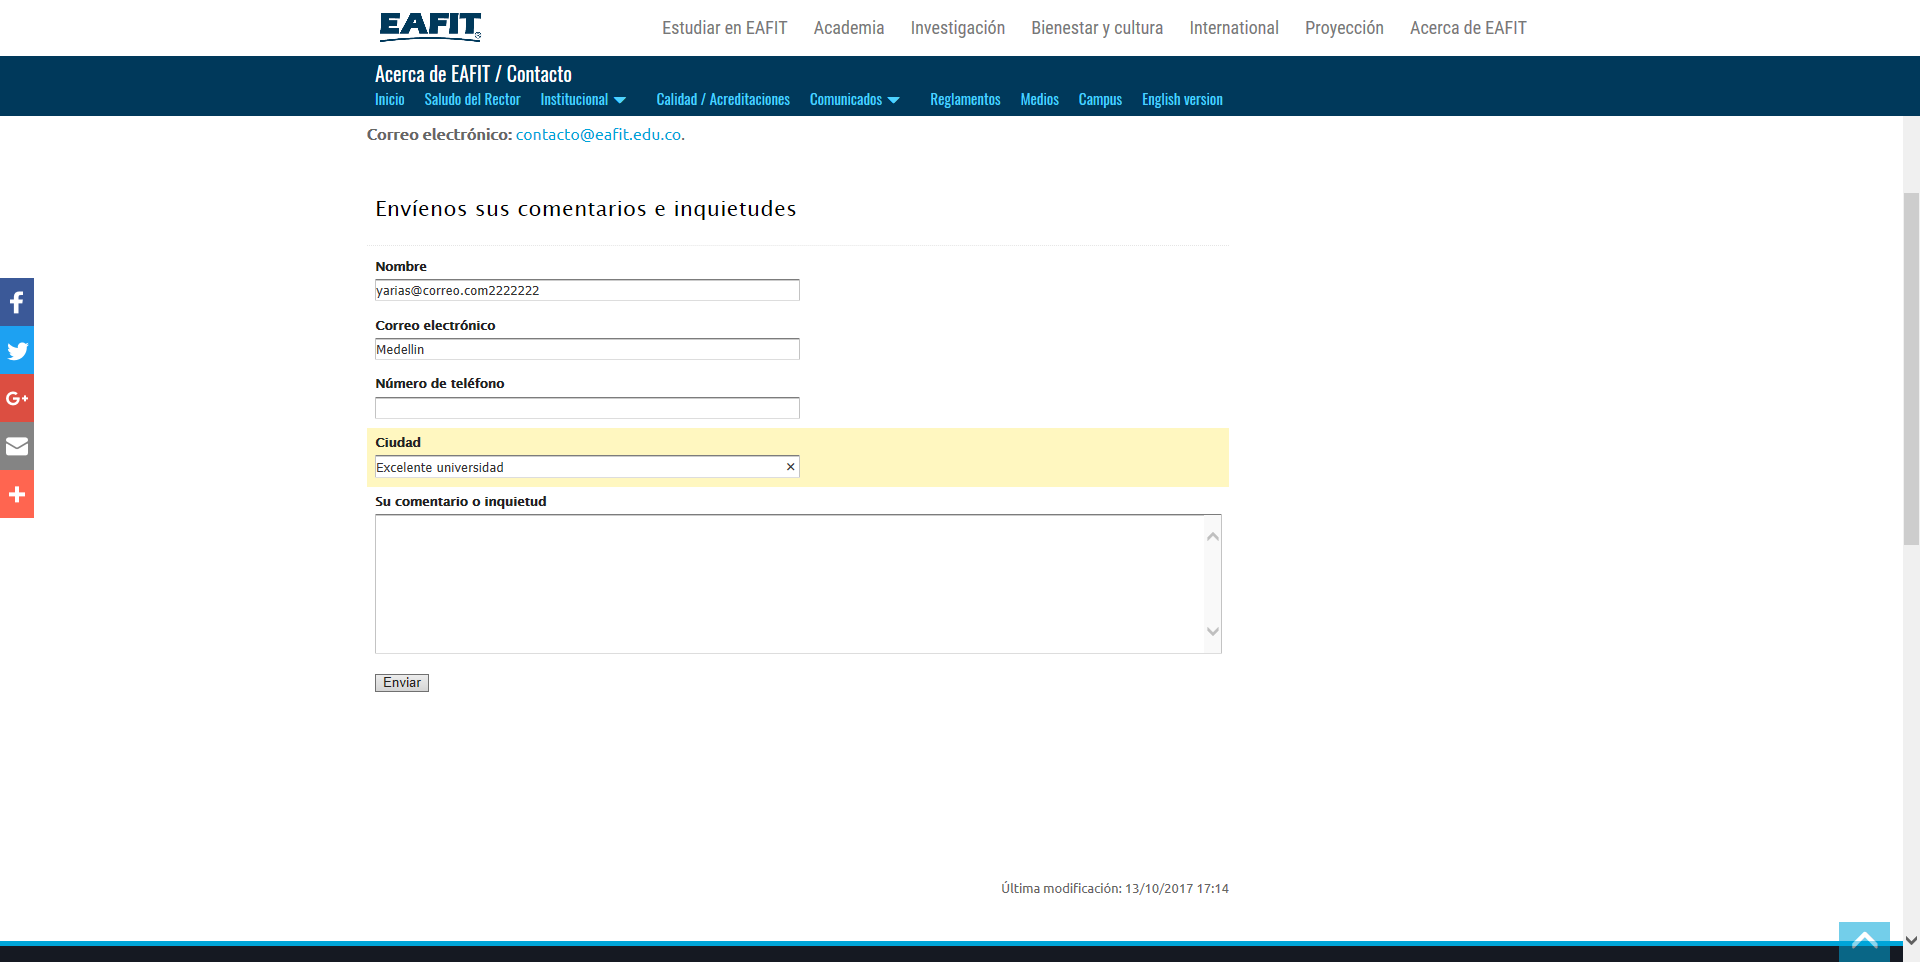 EAFIT
Estudiar en EAFIT Academia Investigación Bienestar y cultura International Proyección Acerca de EAFIT
Acerca de EAFIT / Contacto
Inicio Saludo del Rector Institucional Calidad / Acreditaciones Comunicados Reglamentos Medios Campus English version
Correo electrónico: contacto@eafit.edu.co.
Envíenos sus comentarios e inquietudes
Nombre
yarias@correo.com2222222
Correo electrónico
Medellin
Número de teléfono
Ciudad
Excelente universidad
Su comentario o inquietud
Enviar
Última modificación: 13/10/2017 17:14